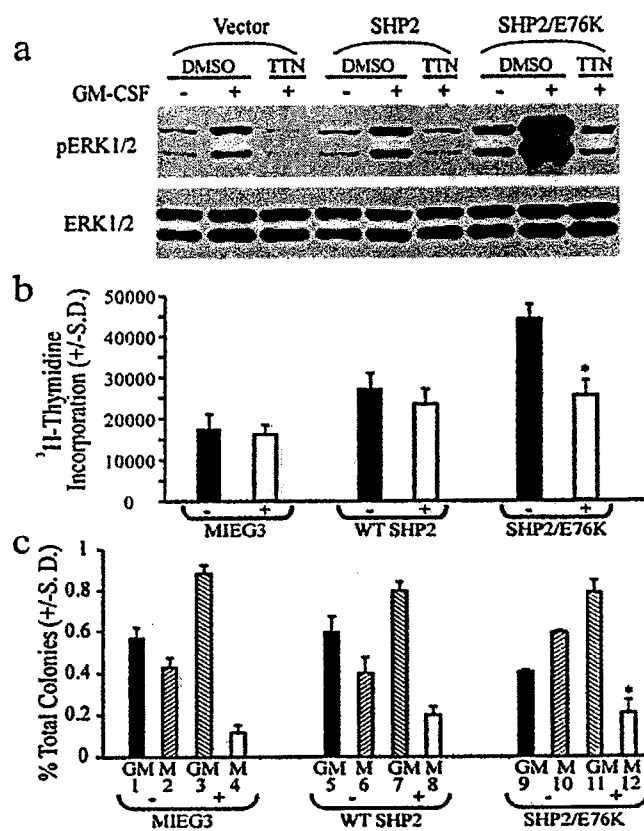 a
Vector SHP2 SHP2/E76K
DMSO TTN DMSO TTN DMSO TTN
GM-CSF - + + - + + - + +
pERK1/2
ERK1/2
b
³H-Thymidine
Incorporation (+/-S.D.)
50000
40000
30000
20000
10000
0
*
- + - + - +
MIEG3 WT SHP2 SHP2/E76K
c
% Total Colonies (+/-S.D.)
1
0.8
0.6
0.4
0.2
0
*
GM M GM M GM M GM M GM M GM M
1 2 3 4 5 6 7 8 9 10 11 12
- + - + - +
MIEG3 WT SHP2 SHP2/E76K